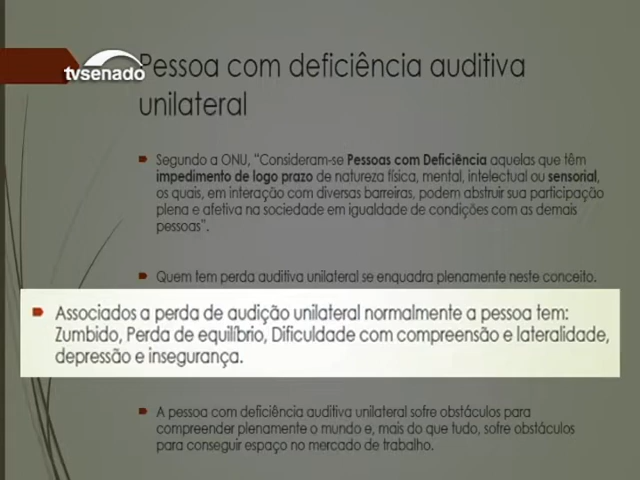 tvsenado
Pessoa com deficiência auditiva
unilateral
Segundo a ONU, "Consideram-se Pessoas com Deficiência aquelas que têm
impedimento de logo prazo de natureza física, mental, intelectual ou sensorial,
os quais, em interação com diversas barreiras, podem abstruir sua participação
plena e afetiva na sociedade em igualdade de condições com as demais
pessoas".
Quem tem perda auditiva unilateral se enquadra plenamente neste conceito.
Associados a perda de audição unilateral normalmente a pessoa tem:
Zumbido, Perda de equilíbrio, Dificuldade com compreensão e lateralidade,
depressão e insegurança.
A pessoa com deficiência auditiva unilateral sofre obstáculos para
compreender plenamente o mundo e, mais do que tudo, sofre obstáculos
para conseguir espaço no mercado de trabalho.